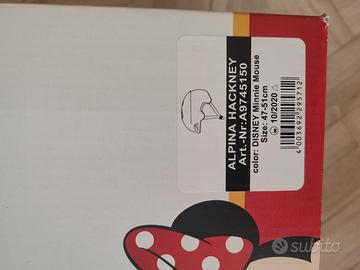 ALPINA HACKNEY
Art.-Nr:A9745150
color: DISNEY Minnie Mouse
Size: 47-51cm
10/2020
4 003692 295712
subito